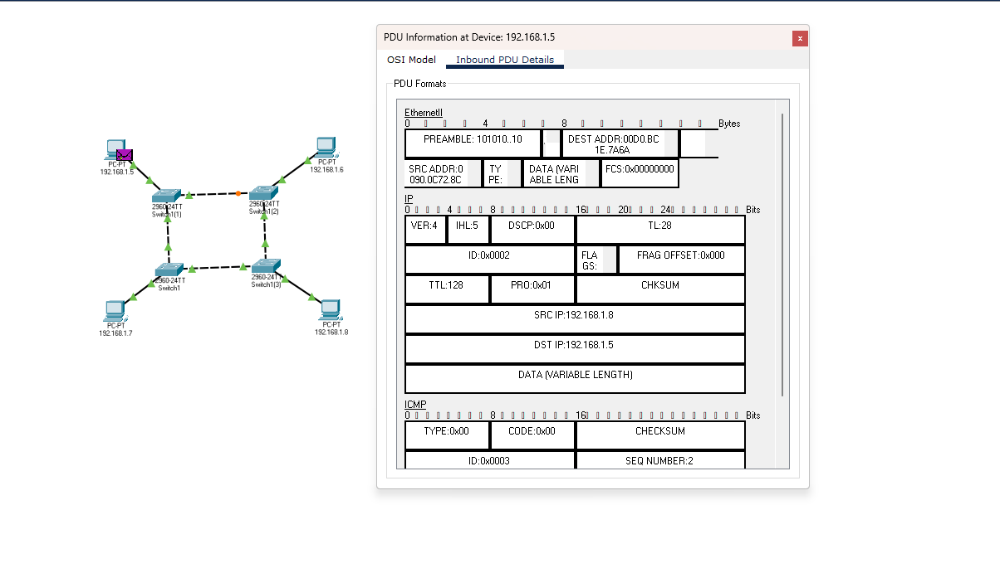 PDU Information at Device: 192.168.1.5
x
OSI Model Inbound PDU Details
PDU Formats
EthernetII
0 4 8 Bytes
PREAMBLE: 101010..10 DEST ADDR:00D0.BC
1E.7A6A
SRC ADDR:0 TY DATA (VARI FCS:0x00000000
090.0C72.8C PE: ABLE LENG
IP
0 4 8 16 20 24 Bits
VER:4 IHL:5 DSCP:0x00 TL:28
ID:0x0002 FLA FRAG OFFSET:0x000
GS:
TTL:128 PRO:0x01 CHKSUM
SRC IP:192.168.1.8
DST IP:192.168.1.5
DATA (VARIABLE LENGTH)
ICMP
0 8 16 Bits
TYPE:0x00 CODE:0x00 CHECKSUM
ID:0x0003 SEQ NUMBER:2
PC-PT
192.168.1.5
PC-PT
192.168.1.6
2960-24TT
Switch1(1)
2960-24TT
Switch1(2)
2960-24TT
Switch1
2960-24TT
Switch1(3)
PC-PT
192.168.1.7
PC-PT
192.168.1.8